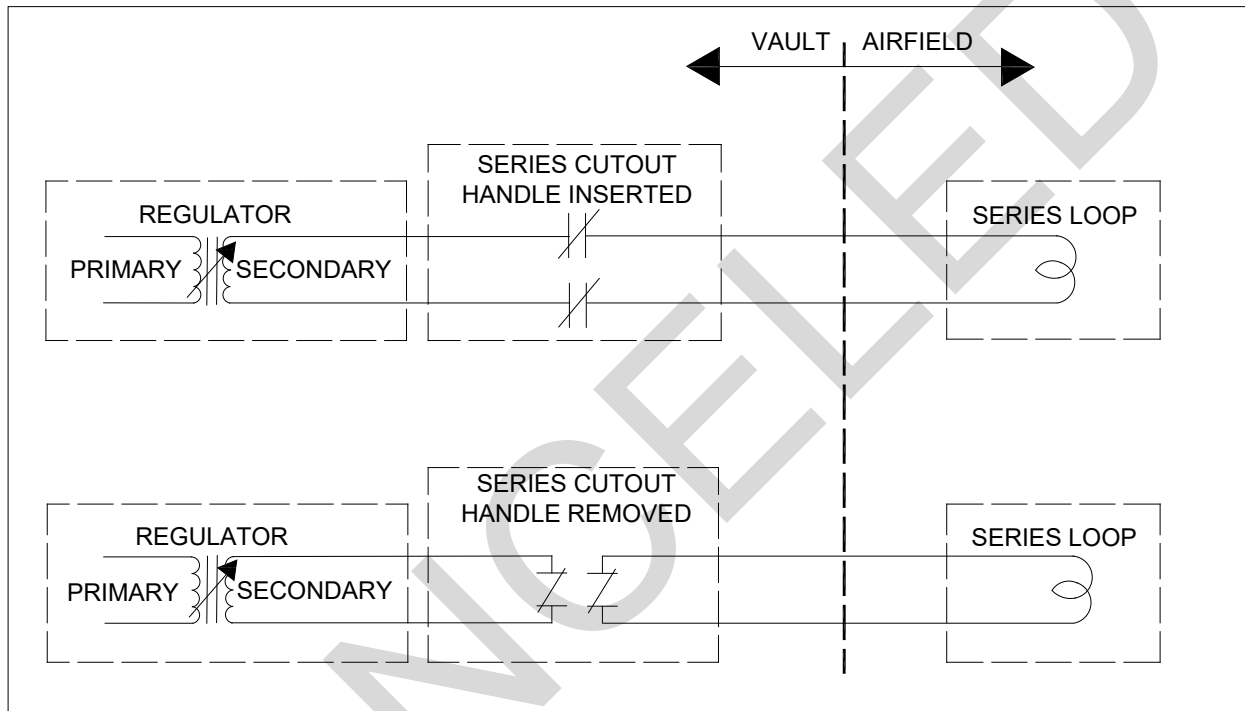 VAULT AIRFIELD
SERIES CUTOUT
HANDLE INSERTED
REGULATOR
SERIES LOOP
PRIMARY
SECONDARY
SERIES CUTOUT
HANDLE REMOVED
REGULATOR
SERIES LOOP
PRIMARY
SECONDARY
NCELED